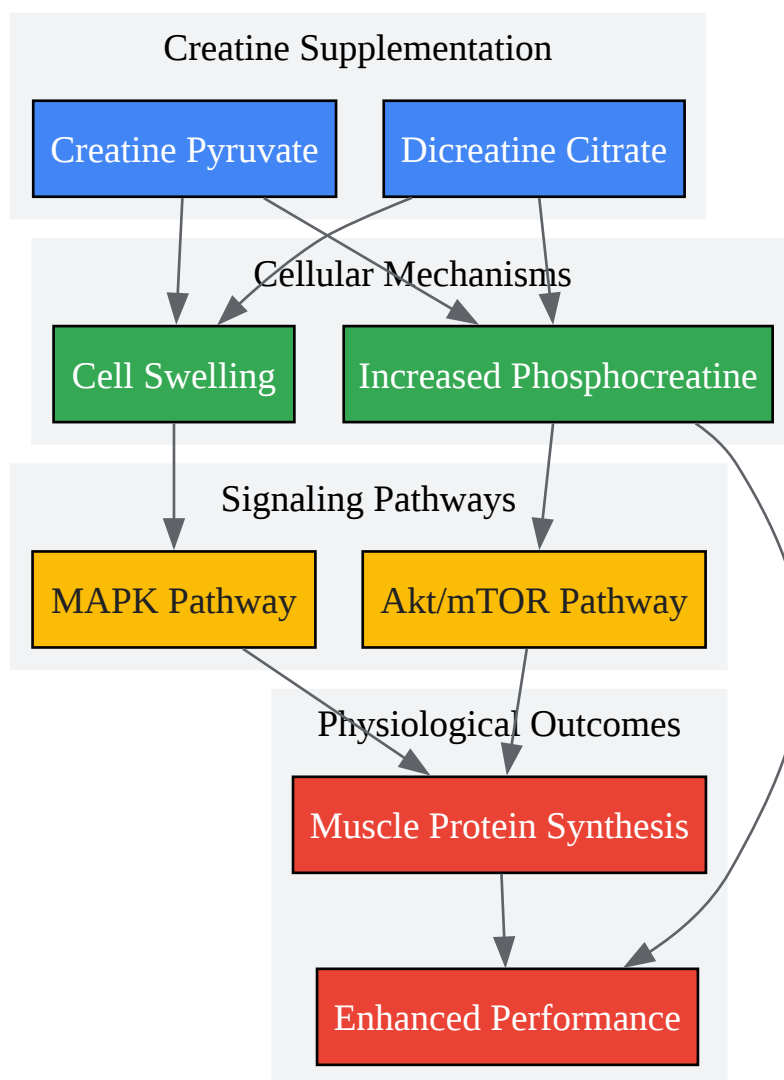 Creatine Supplementation
Creatine Pyruvate
Dicreatine Citrate
Cellular Mechanisms
Cell Swelling
Increased Phosphocreatine
Signaling Pathways
MAPK Pathway
Akt/mTOR Pathway
Physiological Outcomes
Muscle Protein Synthesis
Enhanced Performance